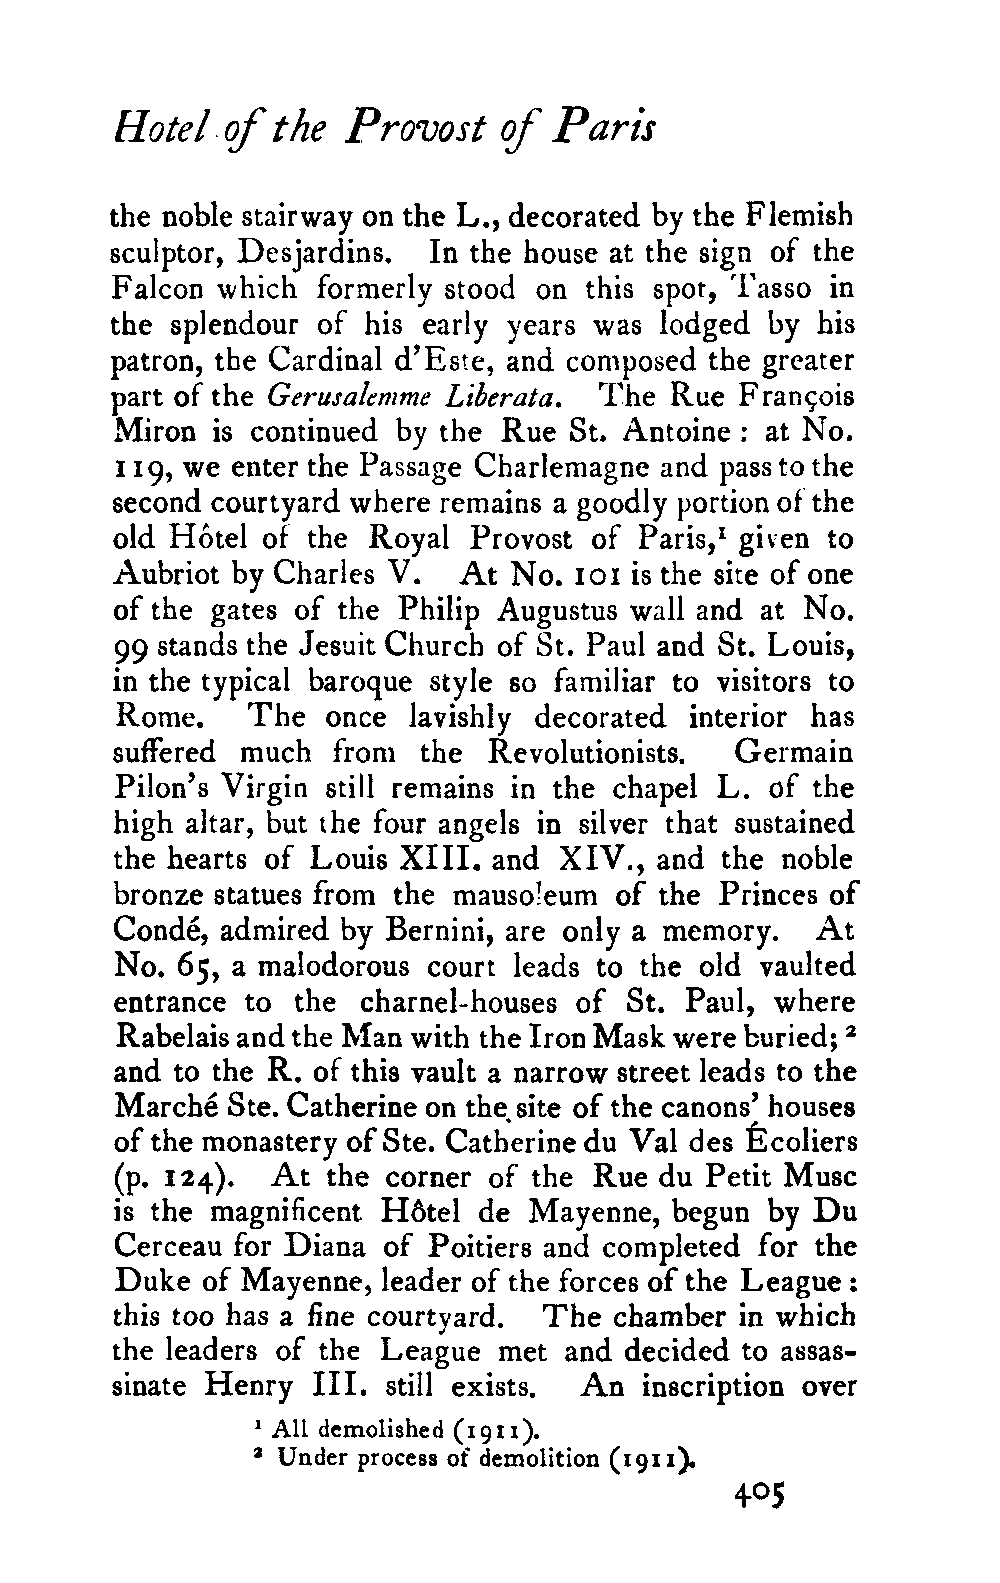 Hotel of the Provost of Paris
the noble stairway on the L., decorated by the Flemish
sculptor, Desjardins. In the house at the sign of the
Falcon which formerly stood on this spot, Tasso in
the splendour of his early years was lodged by his
patron, the Cardinal d'Este, and composed the greater
part of the Gerusalemme Liberata. The Rue François
Miron is continued by the Rue St. Antoine : at No.
119, we enter the Passage Charlemagne and pass to the
second courtyard where remains a goodly portion of the
old Hôtel of the Royal Provost of Paris,¹ given to
Aubriot by Charles V. At No. 101 is the site of one
of the gates of the Philip Augustus wall and at No.
99 stands the Jesuit Church of St. Paul and St. Louis,
in the typical baroque style so familiar to visitors to
Rome. The once lavishly decorated interior has
suffered much from the Revolutionists. Germain
Pilon's Virgin still remains in the chapel L. of the
high altar, but the four angels in silver that sustained
the hearts of Louis XIII. and XIV., and the noble
bronze statues from the mausoleum of the Princes of
Condé, admired by Bernini, are only a memory. At
No. 65, a malodorous court leads to the old vaulted
entrance to the charnel-houses of St. Paul, where
Rabelais and the Man with the Iron Mask were buried; ²
and to the R. of this vault a narrow street leads to the
Marché Ste. Catherine on the site of the canons' houses
of the monastery of Ste. Catherine du Val des Écoliers
(p. 124). At the corner of the Rue du Petit Musc
is the magnificent Hôtel de Mayenne, begun by Du
Cerceau for Diana of Poitiers and completed for the
Duke of Mayenne, leader of the forces of the League :
this too has a fine courtyard. The chamber in which
the leaders of the League met and decided to assas-
sinate Henry III. still exists. An inscription over
¹ All demolished (1911).
² Under process of demolition (1911).
405